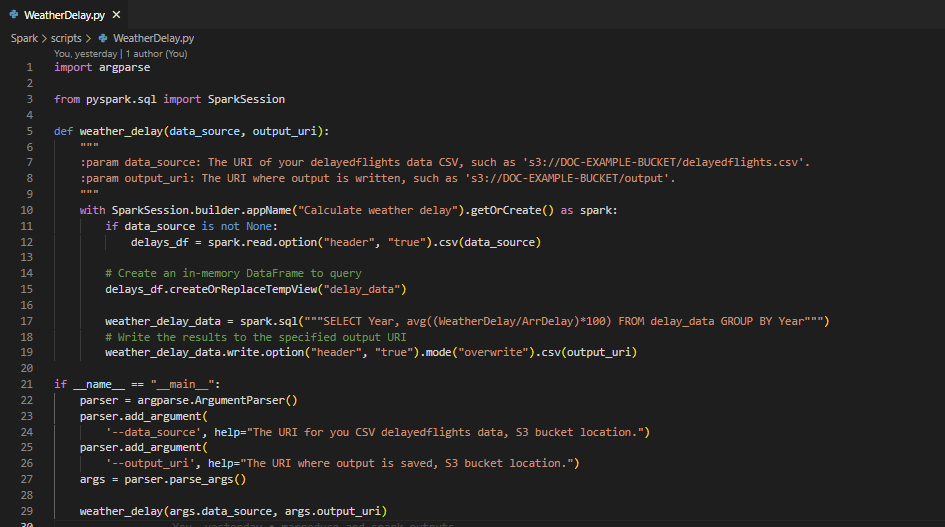 WeatherDelay.py ×
Spark > scripts > WeatherDelay.py
You, yesterday | 1 author (You)
1 import argparse
2
3 from pyspark.sql import SparkSession
4
5 def weather_delay(data_source, output_uri):
6 """
7 :param data_source: The URI of your delayedflights data CSV, such as 's3://DOC-EXAMPLE-BUCKET/delayedflights.csv'.
8 :param output_uri: The URI where output is written, such as 's3://DOC-EXAMPLE-BUCKET/output'.
9 """
10 with SparkSession.builder.appName("Calculate weather delay").getOrCreate() as spark:
11 if data_source is not None:
12 delays_df = spark.read.option("header", "true").csv(data_source)
13
14 # Create an in-memory DataFrame to query
15 delays_df.createOrReplaceTempView("delay_data")
16
17 weather_delay_data = spark.sql("""SELECT Year, avg((WeatherDelay/ArrDelay)*100) FROM delay_data GROUP BY Year""")
18 # Write the results to the specified output URI
19 weather_delay_data.write.option("header", "true").mode("overwrite").csv(output_uri)
20
21 if __name__ == "__main__":
22 parser = argparse.ArgumentParser()
23 parser.add_argument(
24 '--data_source', help="The URI for you CSV delayedflights data, S3 bucket location.")
25 parser.add_argument(
26 '--output_uri', help="The URI where output is saved, S3 bucket location.")
27 args = parser.parse_args()
28
29 weather_delay(args.data_source, args.output_uri)
30 You, yesterday • mapreduce and spark outputs